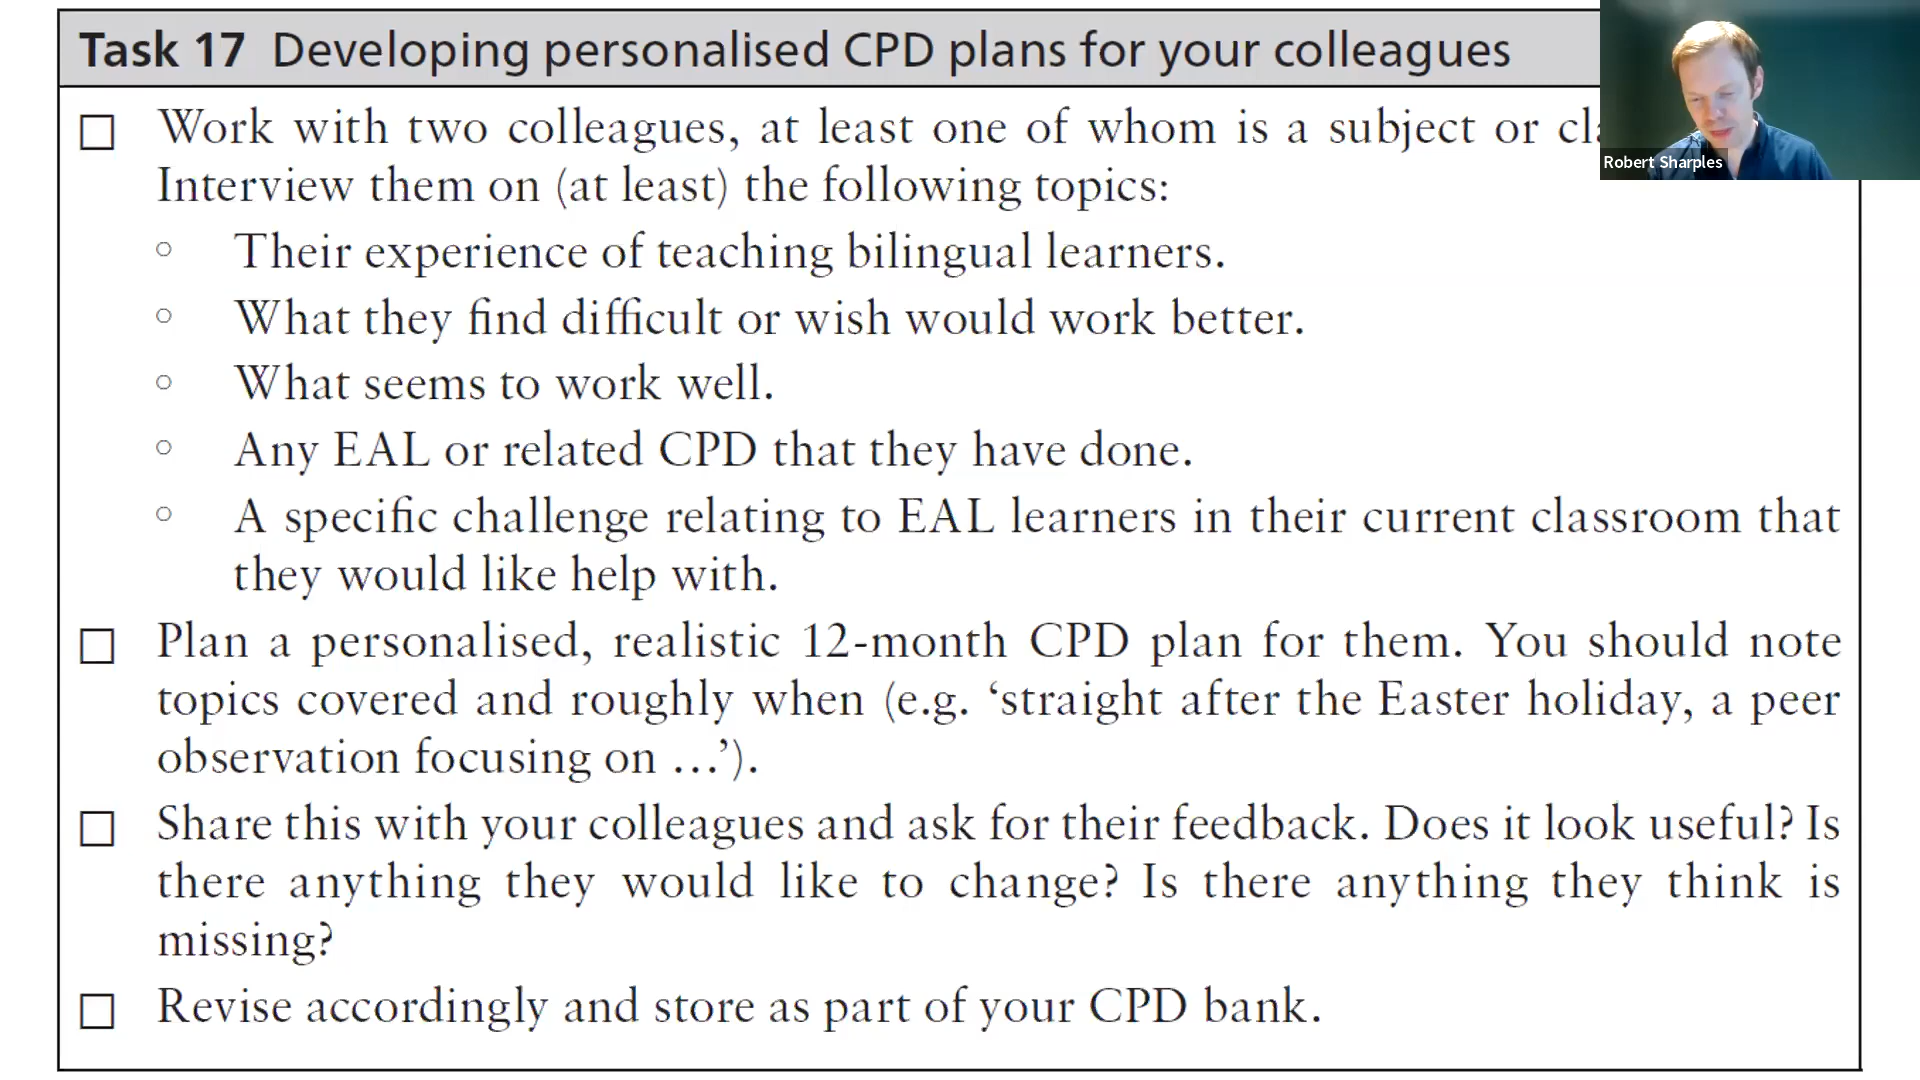 Task 17 Developing personalised CPD plans for your colleagues
Work with two colleagues, at least one of whom is a subject or
Robert Sharples
Interview them on (at least) the following topics:
Their experience of teaching bilingual learners.
What they find difficult or wish would work better.
What seems to work well.
Any EAL or related CPD that they have done.
A specific challenge relating to EAL learners in their current classroom that
they would like help with.
Plan a personalised, realistic 12-month CPD plan for them. You should note
topics covered and roughly when (e.g. ‘straight after the Easter holiday, a peer
observation focusing on …’).
Share this with your colleagues and ask for their feedback. Does it look useful? Is
there anything they would like to change? Is there anything they think is
missing?
Revise accordingly and store as part of your CPD bank.